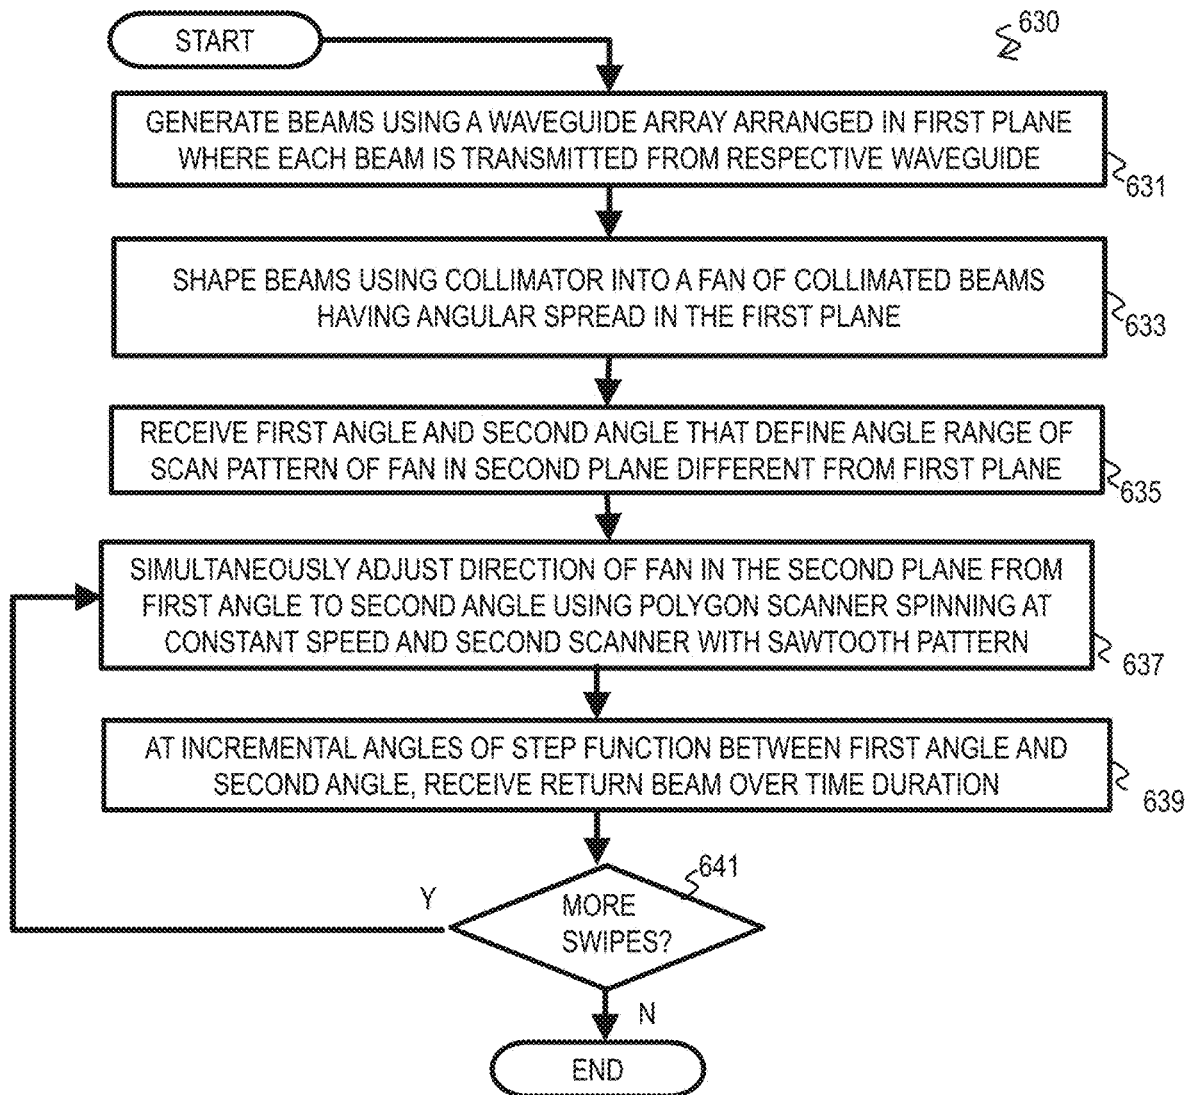 START
630
GENERATE BEAMS USING A WAVEGUIDE ARRAY ARRANGED IN FIRST PLANE
WHERE EACH BEAM IS TRANSMITTED FROM RESPECTIVE WAVEGUIDE
631
SHAPE BEAMS USING COLLIMATOR INTO A FAN OF COLLIMATED BEAMS
HAVING ANGULAR SPREAD IN THE FIRST PLANE
633
RECEIVE FIRST ANGLE AND SECOND ANGLE THAT DEFINE ANGLE RANGE OF
SCAN PATTERN OF FAN IN SECOND PLANE DIFFERENT FROM FIRST PLANE
635
SIMULTANEOUSLY ADJUST DIRECTION OF FAN IN THE SECOND PLANE FROM
FIRST ANGLE TO SECOND ANGLE USING POLYGON SCANNER SPINNING AT
CONSTANT SPEED AND SECOND SCANNER WITH SAWTOOTH PATTERN
637
AT INCREMENTAL ANGLES OF STEP FUNCTION BETWEEN FIRST ANGLE AND
SECOND ANGLE, RECEIVE RETURN BEAM OVER TIME DURATION
639
641
Y
MORE
SWIPES?
N
END